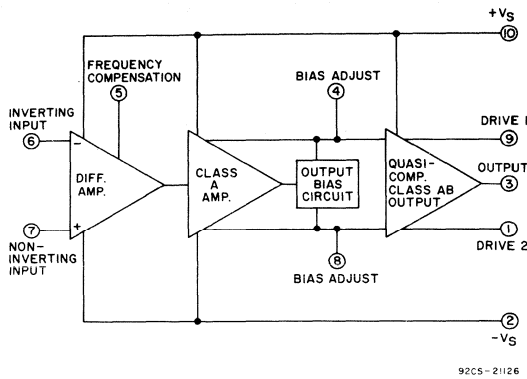 +VS
10
FREQUENCY
COMPENSATION
5
BIAS ADJUST
4
INVERTING
INPUT
6
−
DIFF.
AMP.
+
7
NON-
INVERTING
INPUT
CLASS
A
AMP.
OUTPUT
BIAS
CIRCUIT
QUASI-
COMP.
CLASS AB
OUTPUT
DRIVE 1
9
OUTPUT
3
1
DRIVE 2
8
BIAS ADJUST
2
−VS
92CS-21126